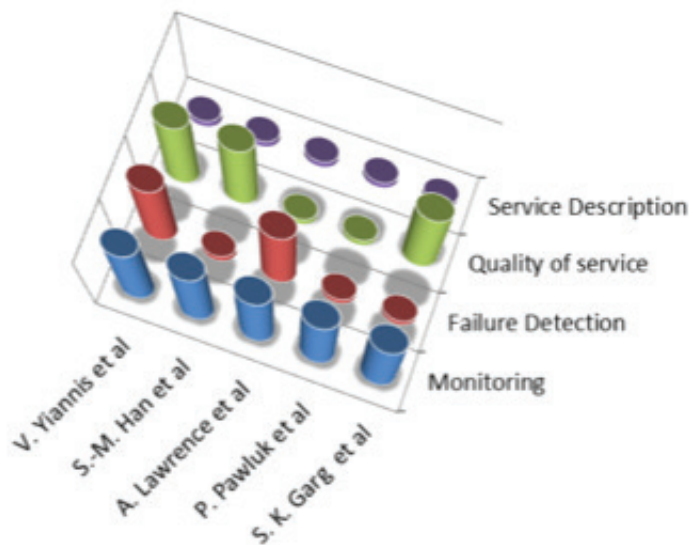 Service Description
Quality of service
Failure Detection
Monitoring
V. Yiannis et al
S.-M. Han et al
A. Lawrence et al
P. Pawluk et al
S. K. Garg et al